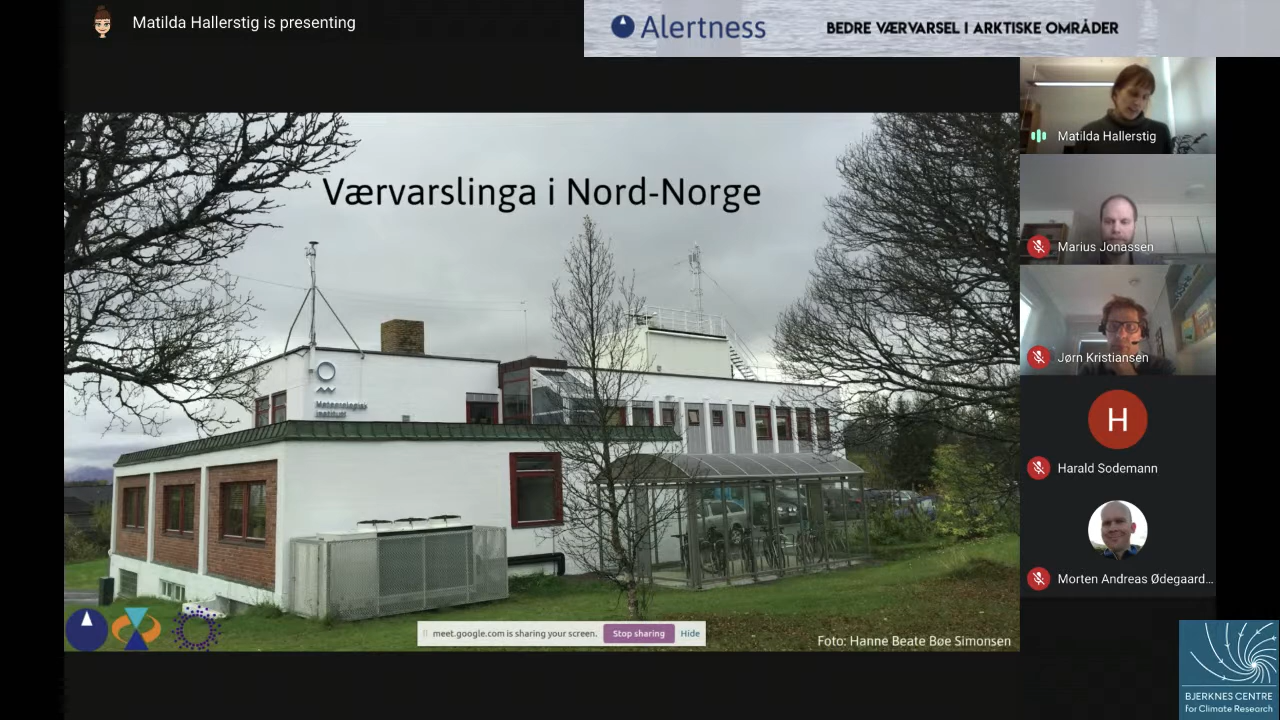 Matilda Hallerstig is presenting
Alertness
BEDRE VÆRVARSEL I ARKTISKE OMRÅDER
Matilda Hallerstig
Værvarslinga i Nord-Norge
Marius Jonassen
Jørn Kristiansen
Meteorologisk
institutt
H
Harald Sodemann
Morten Andreas Ødegaard...
meet.google.com is sharing your screen.
Stop sharing
Hide
Foto: Hanne Beate Bøe Simonsen
BJERKNES CENTRE
for Climate Research